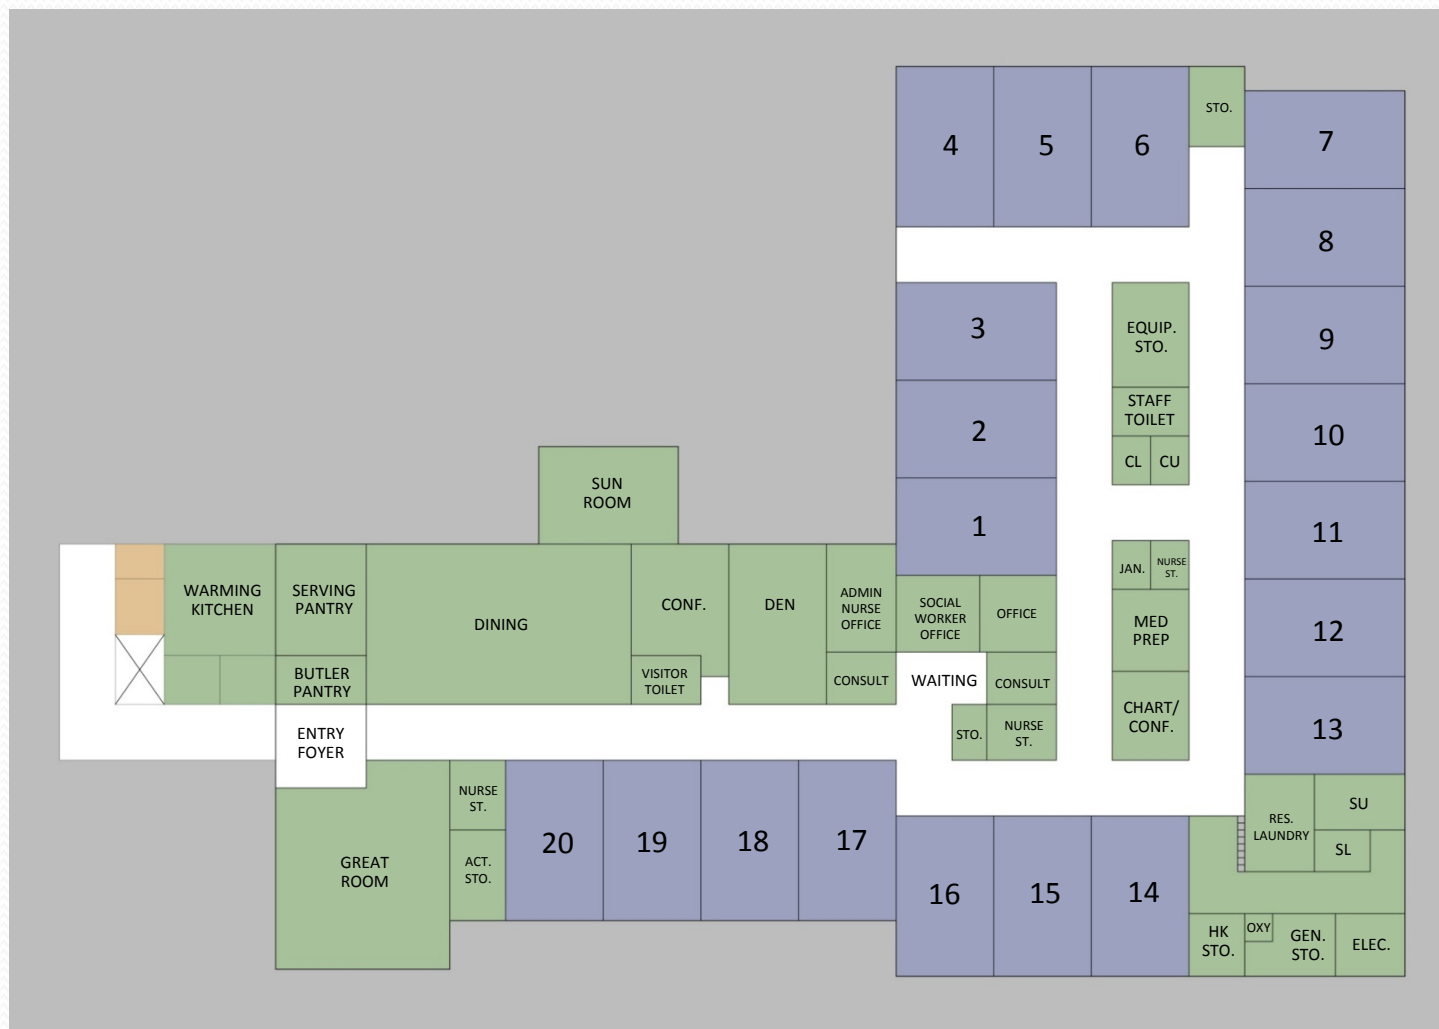 STO.
4
5
6
7
8
3
EQUIP.
STO.
9
2
STAFF
TOILET
10
CL
CU
SUN
ROOM
1
11
JAN.
NURSE
ST.
WARMING
KITCHEN
SERVING
PANTRY
DINING
CONF.
DEN
ADMIN
NURSE
OFFICE
SOCIAL
WORKER
OFFICE
OFFICE
MED
PREP
12
BUTLER
PANTRY
VISITOR
TOILET
CONSULT
WAITING
CONSULT
CHART/
CONF.
13
ENTRY
FOYER
STO.
NURSE
ST.
NURSE
ST.
20
19
18
17
RES.
LAUNDRY
SU
SL
GREAT
ROOM
ACT.
STO.
16
15
14
HK
STO.
OXY
GEN.
STO.
ELEC.